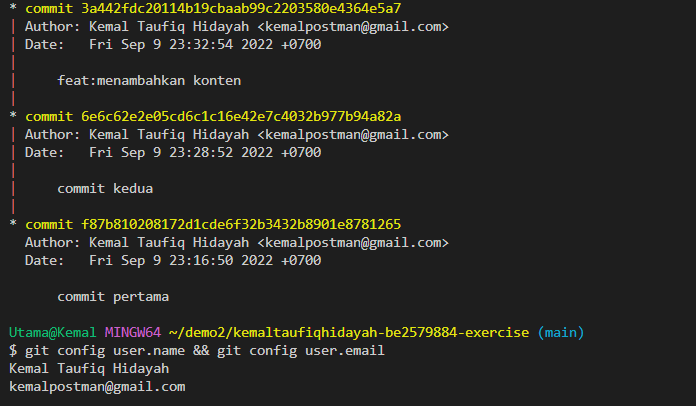 * commit 3a442fdc20114b19cbaab99c2203580e4364e5a7
| Author: Kemal Taufiq Hidayah <kemalpostman@gmail.com>
| Date:   Fri Sep 9 23:32:54 2022 +0700
|
|     feat:menambahkan konten
|
* commit 6e6c62e2e05cd6c1c16e42e7c4032b977b94a82a
| Author: Kemal Taufiq Hidayah <kemalpostman@gmail.com>
| Date:   Fri Sep 9 23:28:52 2022 +0700
|
|     commit kedua
|
* commit f87b810208172d1cde6f32b3432b8901e8781265
  Author: Kemal Taufiq Hidayah <kemalpostman@gmail.com>
  Date:   Fri Sep 9 23:16:50 2022 +0700

      commit pertama

Utama@Kemal MINGW64 ~/demo2/kemaltaufiqhidayah-be2579884-exercise (main)
$ git config user.name && git config user.email
Kemal Taufiq Hidayah
kemalpostman@gmail.com